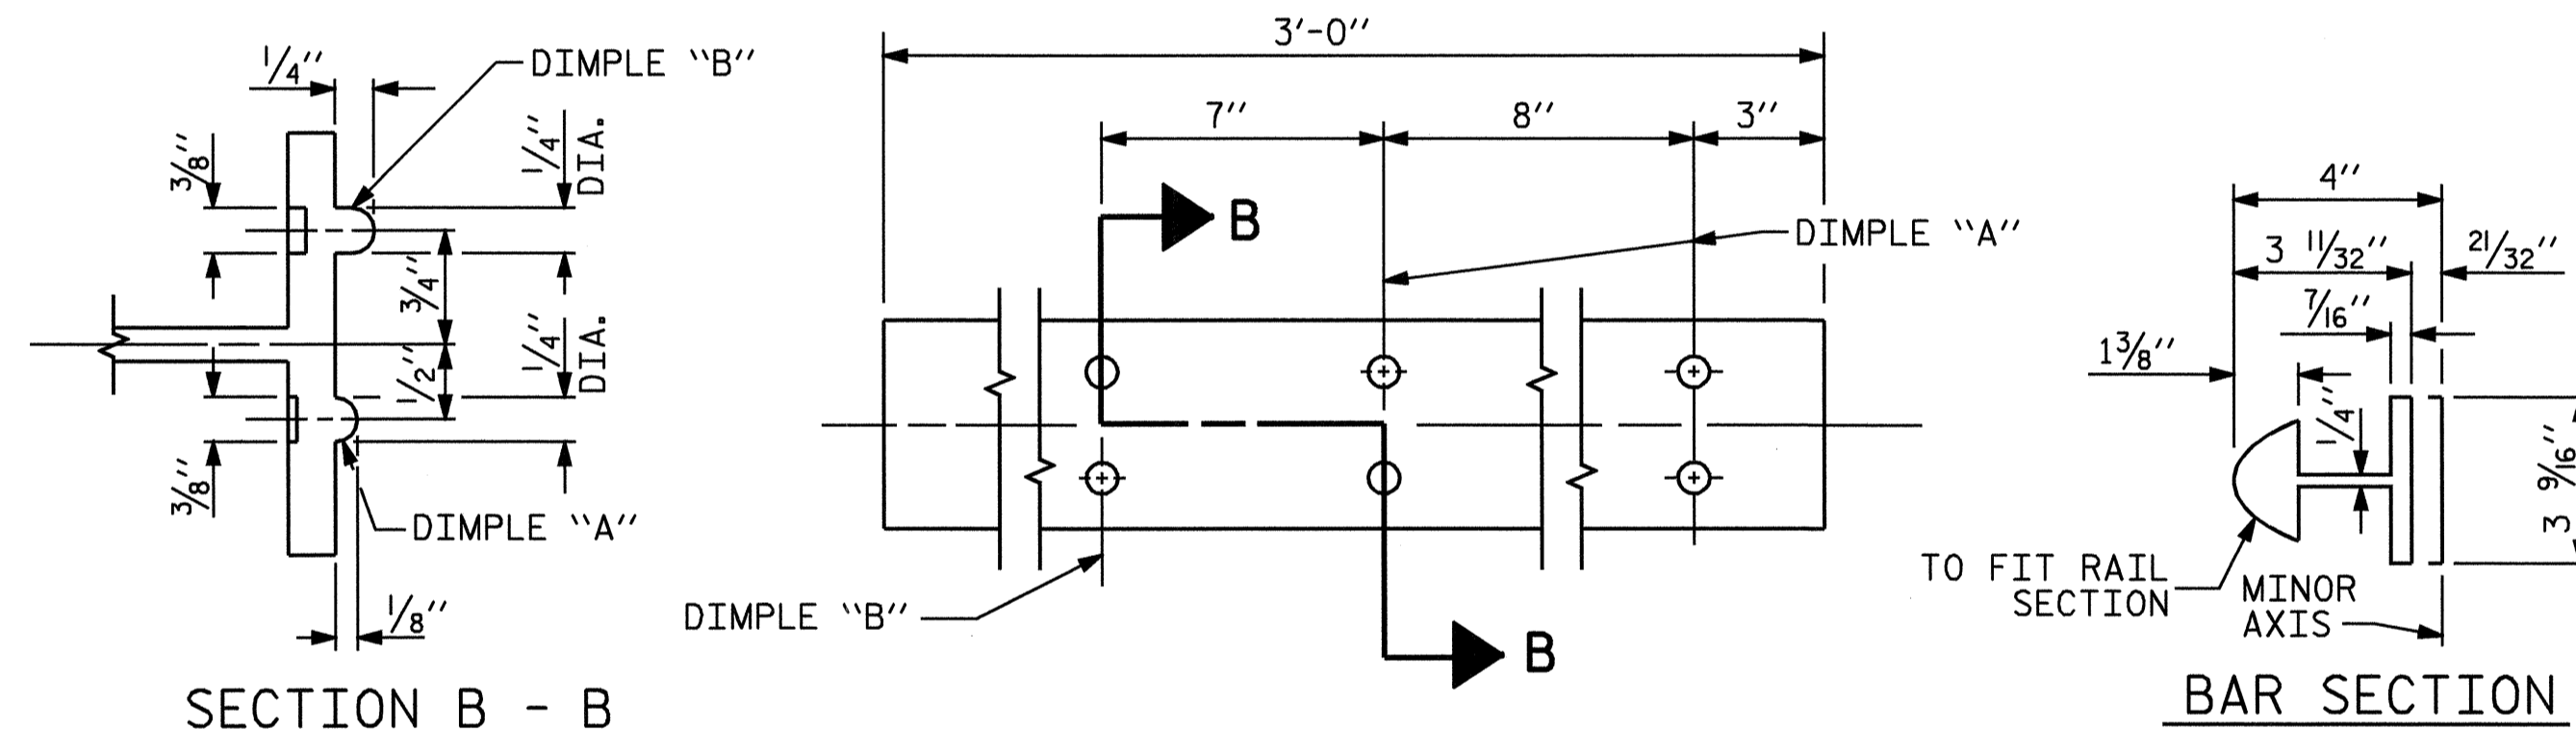 1/4"
DIMPLE "B"
3/8"
1/4"
DIA.
3/4"
1/2"
1/4"
DIA.
3/8"
DIMPLE "A"
1/8"
SECTION B - B
3'-0"
7"
8"
3"
B
DIMPLE "A"
DIMPLE "B"
B
4"
3 11/32"
21/32"
7/16"
1 3/8"
1/4"
3 9/16"
TO FIT RAIL
SECTION
MINOR
AXIS
BAR SECTION